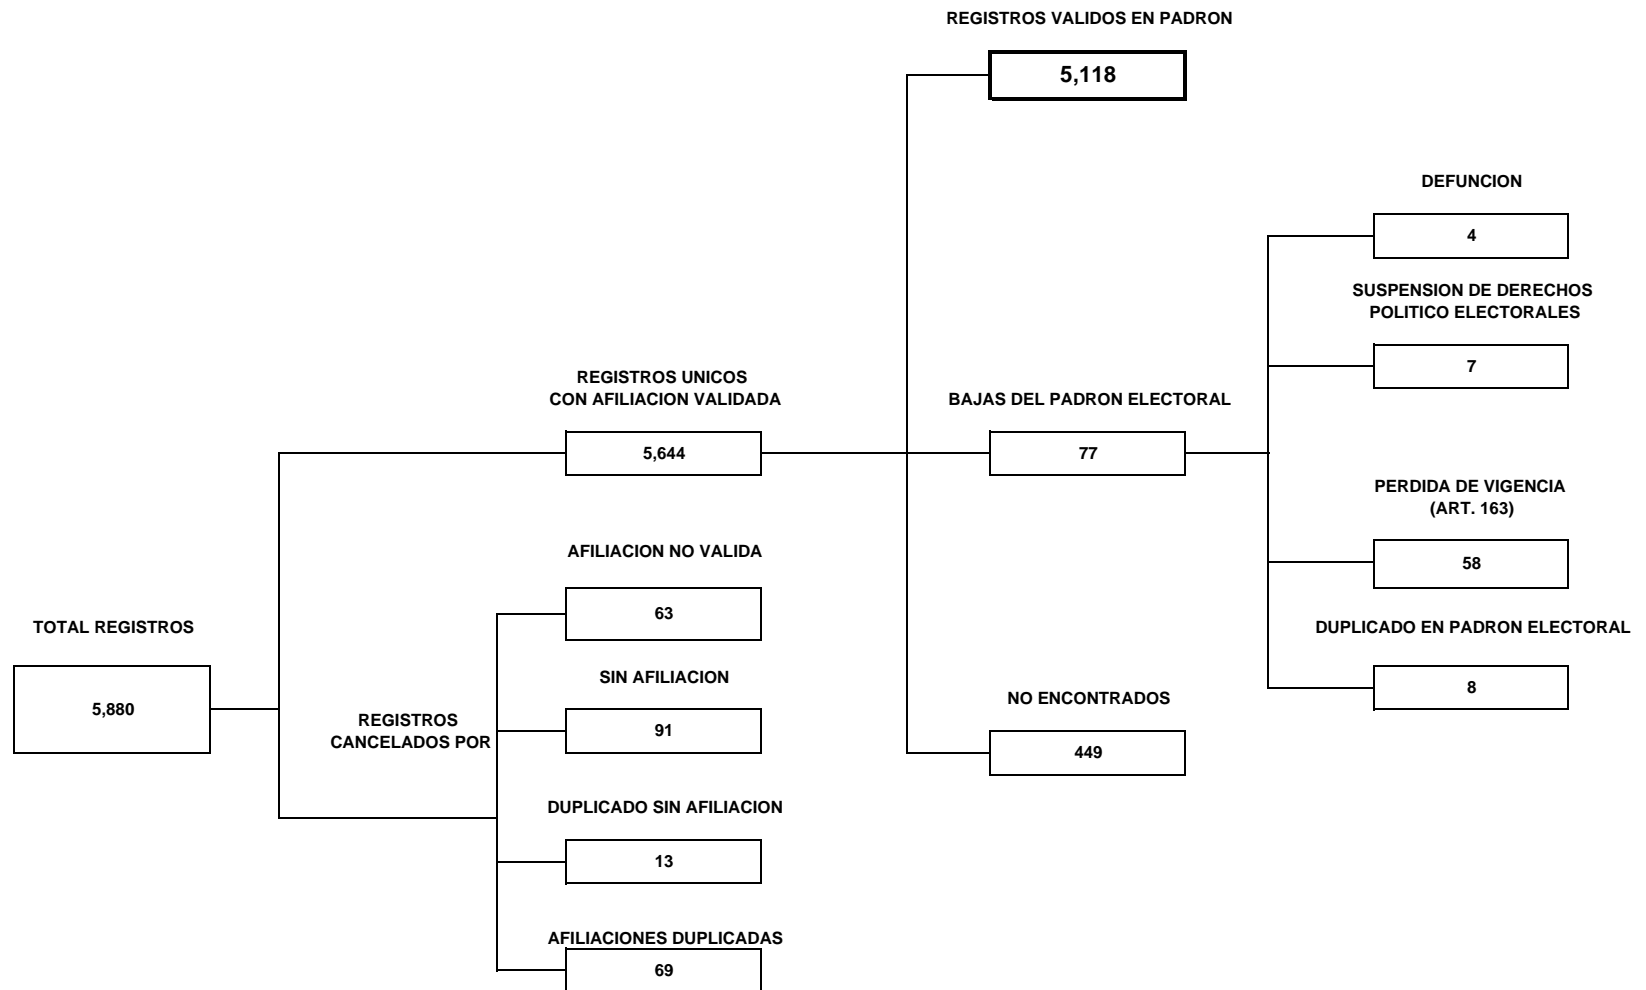 REGISTROS VALIDOS EN PADRON
5,118
DEFUNCION
4
SUSPENSION DE DERECHOS
POLITICO ELECTORALES
7
REGISTROS UNICOS
CON AFILIACION VALIDADA
5,644
BAJAS DEL PADRON ELECTORAL
77
PERDIDA DE VIGENCIA
(ART. 163)
58
AFILIACION NO VALIDA
63
TOTAL REGISTROS
5,880
DUPLICADO EN PADRON ELECTORAL
8
SIN AFILIACION
91
NO ENCONTRADOS
449
REGISTROS
CANCELADOS POR
DUPLICADO SIN AFILIACION
13
AFILIACIONES DUPLICADAS
69